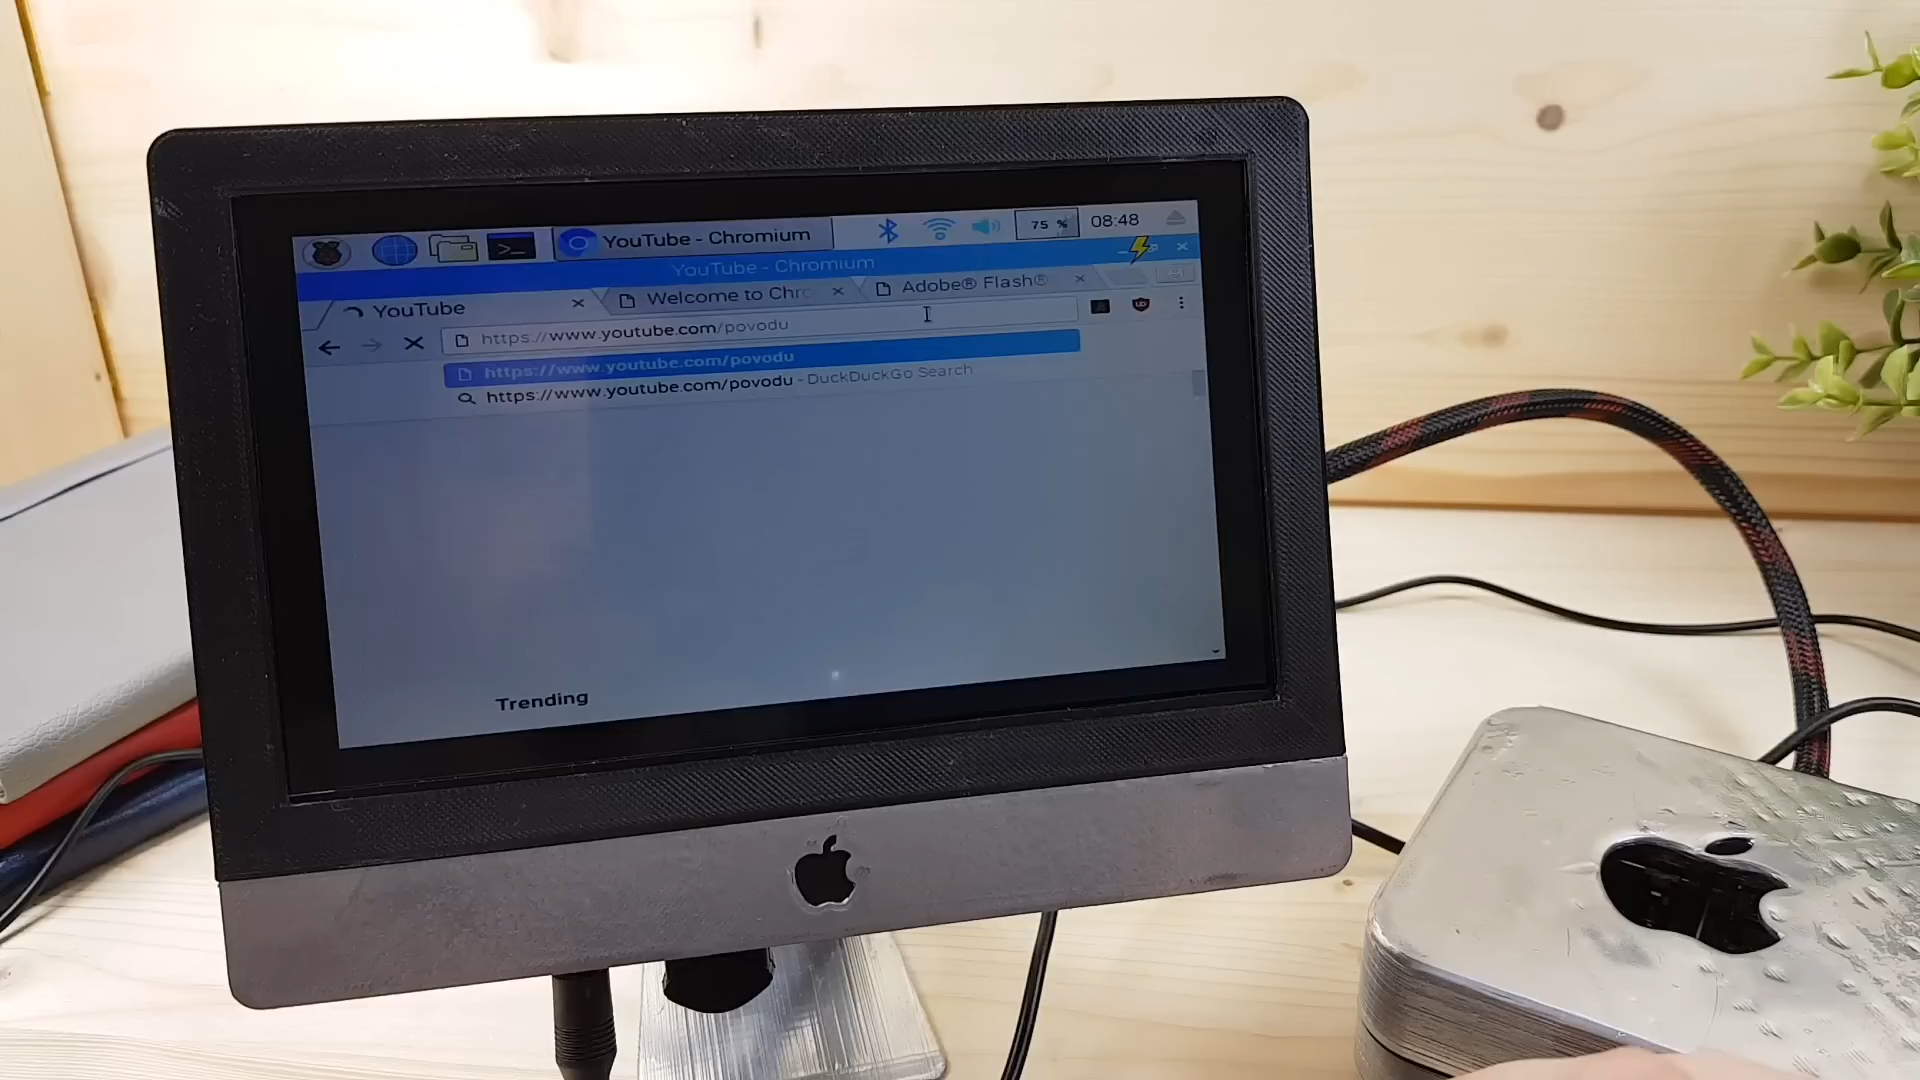 YouTube - Chromium
75 %
08:48
YouTube - Chromium
YouTube
Welcome to Chro
Adobe® Flash®
https://www.youtube.com/povodu
https://www.youtube.com/povodu
https://www.youtube.com/povodu - DuckDuckGo Search
Trending